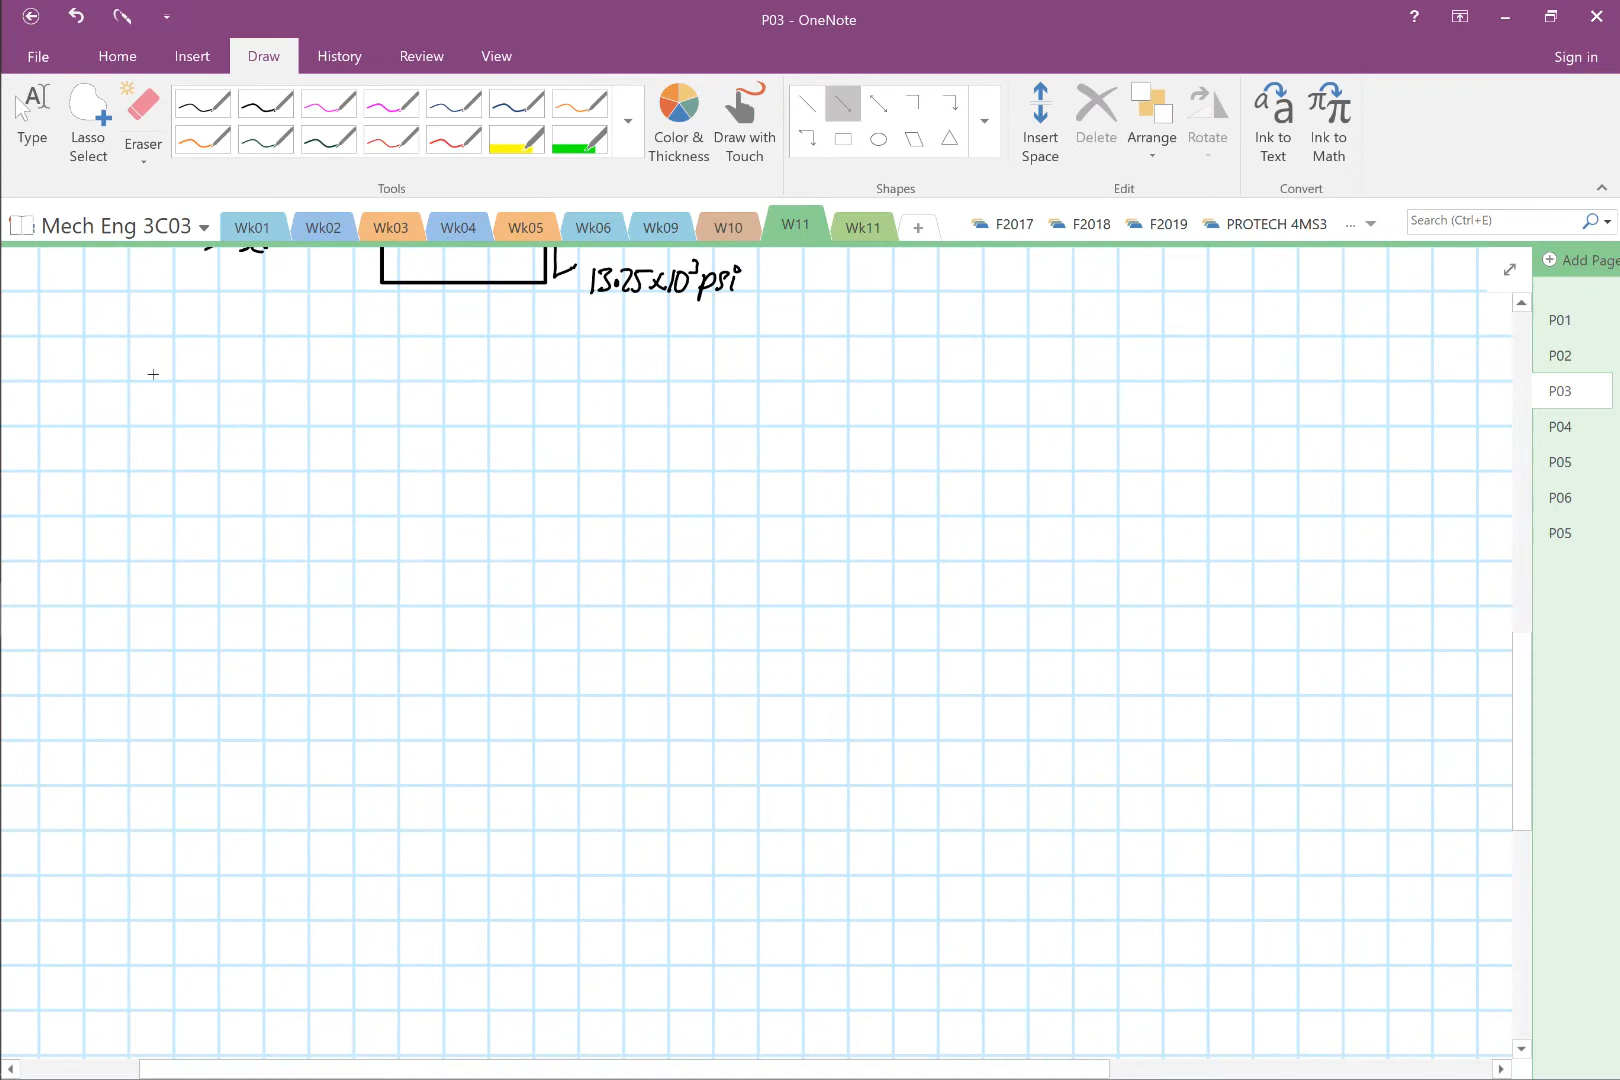 P03 - OneNote
?
File Home Insert Draw History Review View
Sign in
Type
Lasso Select
Eraser
Color & Thickness
Draw with Touch
Insert Space
Delete
Arrange
Rotate
Ink to Text
Ink to Math
Tools
Shapes
Edit
Convert
Mech Eng 3C03
Wk01 Wk02 Wk03 Wk04 Wk05 Wk06 Wk09 W10 W11 Wk11 +
F2017 F2018 F2019 PROTECH 4MS3 ...
Search (Ctrl+E)
13.25x10³psi
Add Page
P01
P02
P03
P04
P05
P06
P05